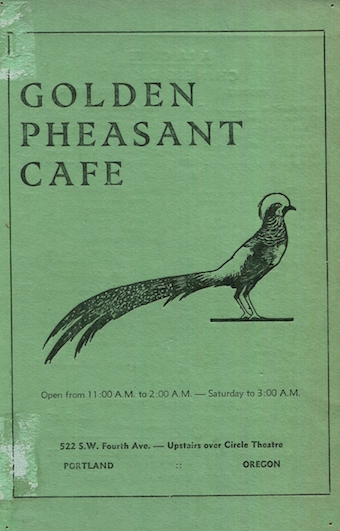 GOLDEN
PHEASANT
CAFE
Open from 11:00 A.M. to 2:00 A.M. — Saturday to 3:00 A.M.
522 S.W. Fourth Ave. — Upstairs over Circle Theatre
PORTLAND :: OREGON